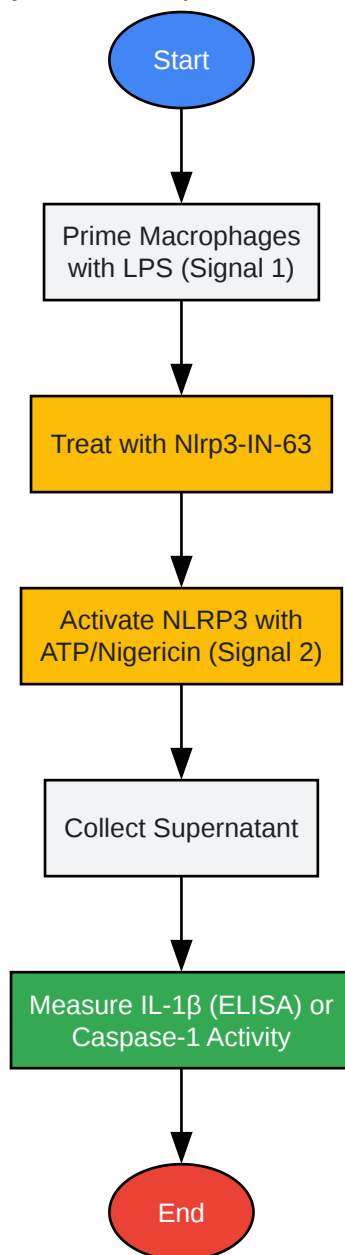 Start
Prime Macrophages
with LPS (Signal 1)
Treat with Nlrp3-IN-63
Activate NLRP3 with
ATP/Nigericin (Signal 2)
Collect Supernatant
Measure IL-1β (ELISA) or
Caspase-1 Activity
End